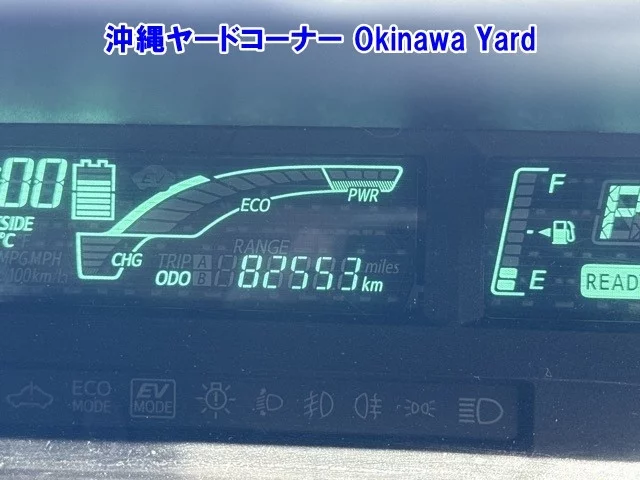 沖縄ヤードコーナー Okinawa Yard
:00
TSIDE
°C
MPG MPH
100km/
ECO
PWR
CHG
RANGE
TRIP A
B
ODO 82553 km
miles
F
E
P
READ
ECO MODE
EV MODE